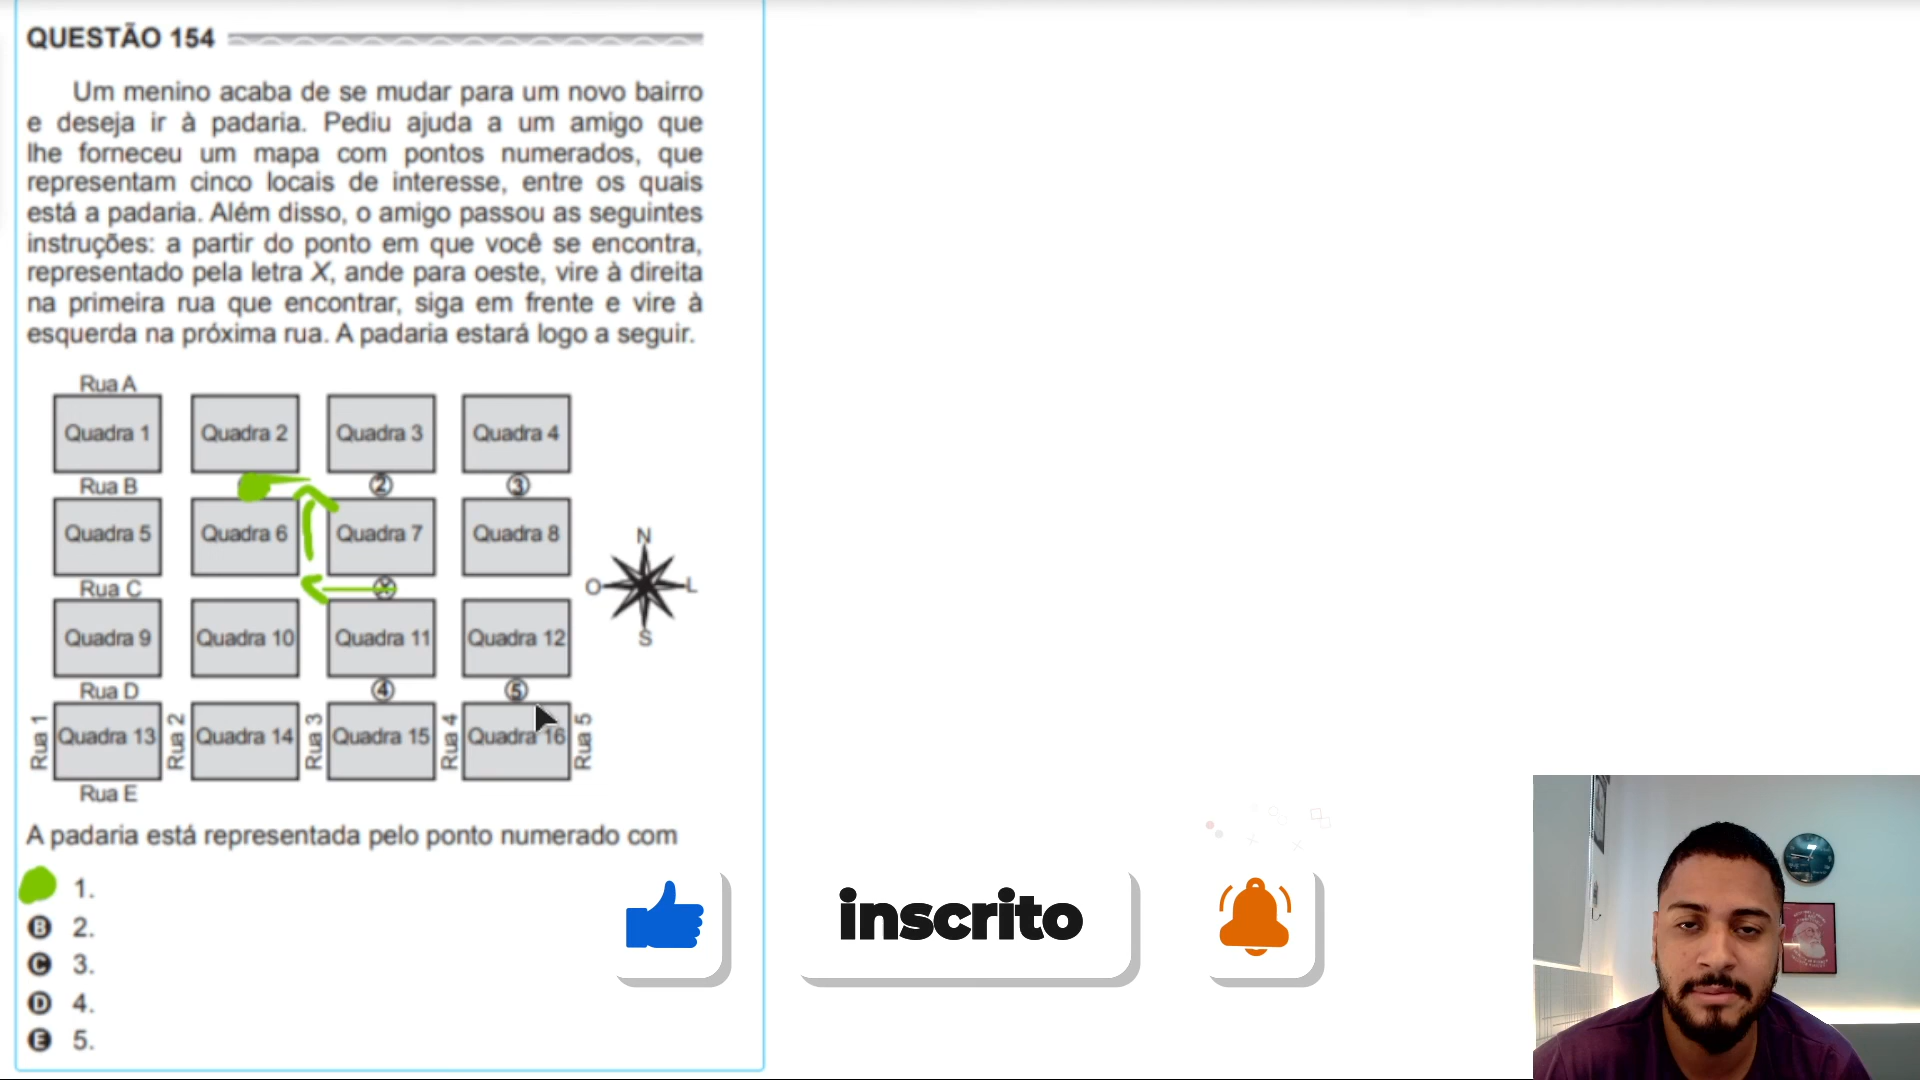 QUESTÃO 154
Um menino acaba de se mudar para um novo bairro
e deseja ir à padaria. Pediu ajuda a um amigo que
lhe forneceu um mapa com pontos numerados, que
representam cinco locais de interesse, entre os quais
está a padaria. Além disso, o amigo passou as seguintes
instruções: a partir do ponto em que você se encontra,
representado pela letra X, ande para oeste, vire à direita
na primeira rua que encontrar, siga em frente e vire à
esquerda na próxima rua. A padaria estará logo a seguir.
Rua A
Quadra 1 Quadra 2 Quadra 3 Quadra 4
Rua B 2 3
Quadra 5 Quadra 6 Quadra 7 Quadra 8
N
O L
S
Rua C X
Quadra 9 Quadra 10 Quadra 11 Quadra 12
Rua D 4 5
Rua 1 Quadra 13 Rua 2 Quadra 14 Rua 3 Quadra 15 Rua 4 Quadra 16 Rua 5
Rua E
A padaria está representada pelo ponto numerado com
1.
B 2.
C 3.
D 4.
E 5.
inscrito